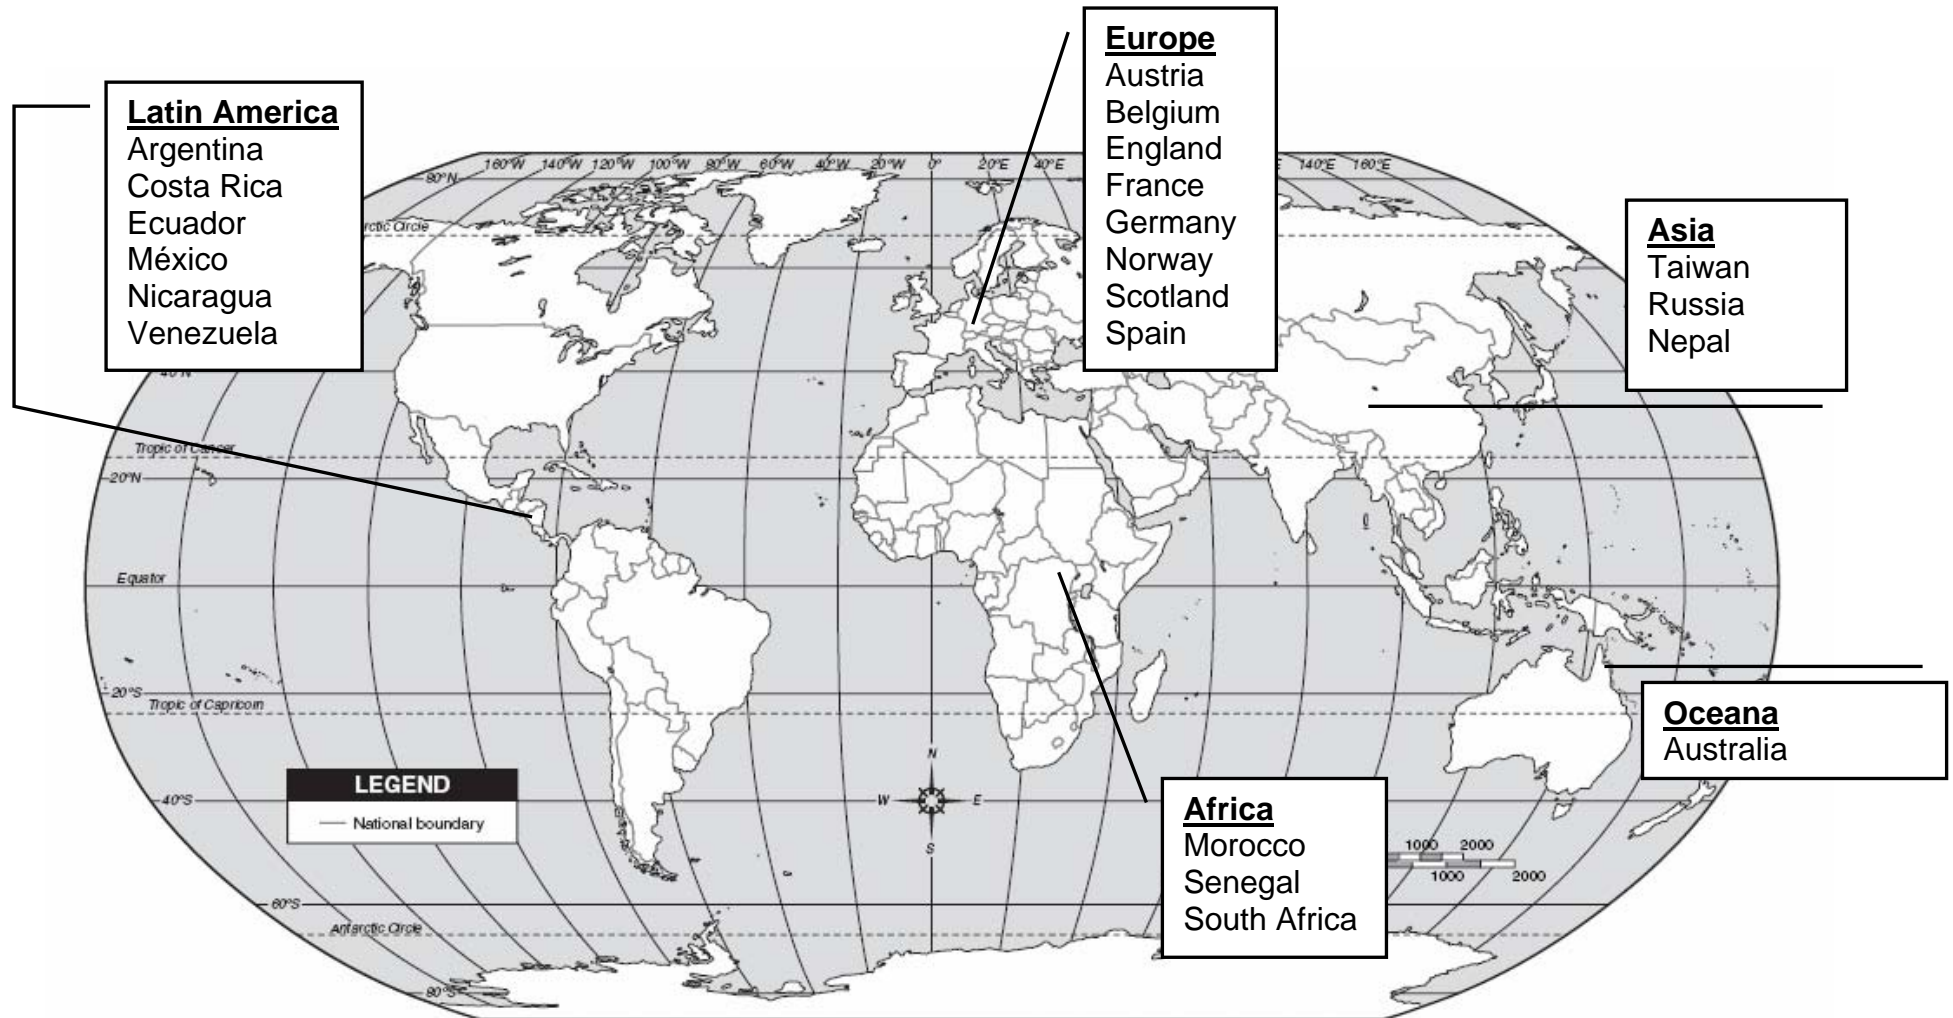 Europe
Austria
Belgium
England
France
Germany
Norway
Scotland
Spain
Latin America
Argentina
Costa Rica
Ecuador
México
Nicaragua
Venezuela
160°W 140°W 120°W 100°W 80°W 60°W 40°W 20°W 0° 20°E 40°E E 140°E 160°E
80°N
rctic Circle
Asia
Taiwan
Russia
Nepal
40°N
Tropic of Cancer
20°N
Equator
20°S
Tropic of Capricorn
Oceana
Australia
N
W E
S
LEGEND
National boundary
40°S
Africa
Morocco
Senegal
South Africa
1000 2000
1000 2000
60°S
Antarctic Circle
80°S